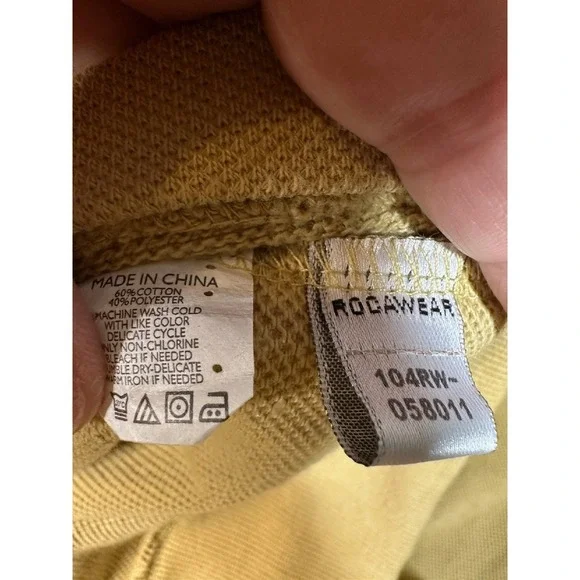 MADE IN CHINA
60% COTTON
40% POLYESTER
MACHINE WASH COLD
WITH LIKE COLOR
DELICATE CYCLE
ONLY NON-CHLORINE
BLEACH IF NEEDED
TUMBLE DRY-DELICATE
WARM IRON IF NEEDED
ROCAWEAR
104RW-
058011